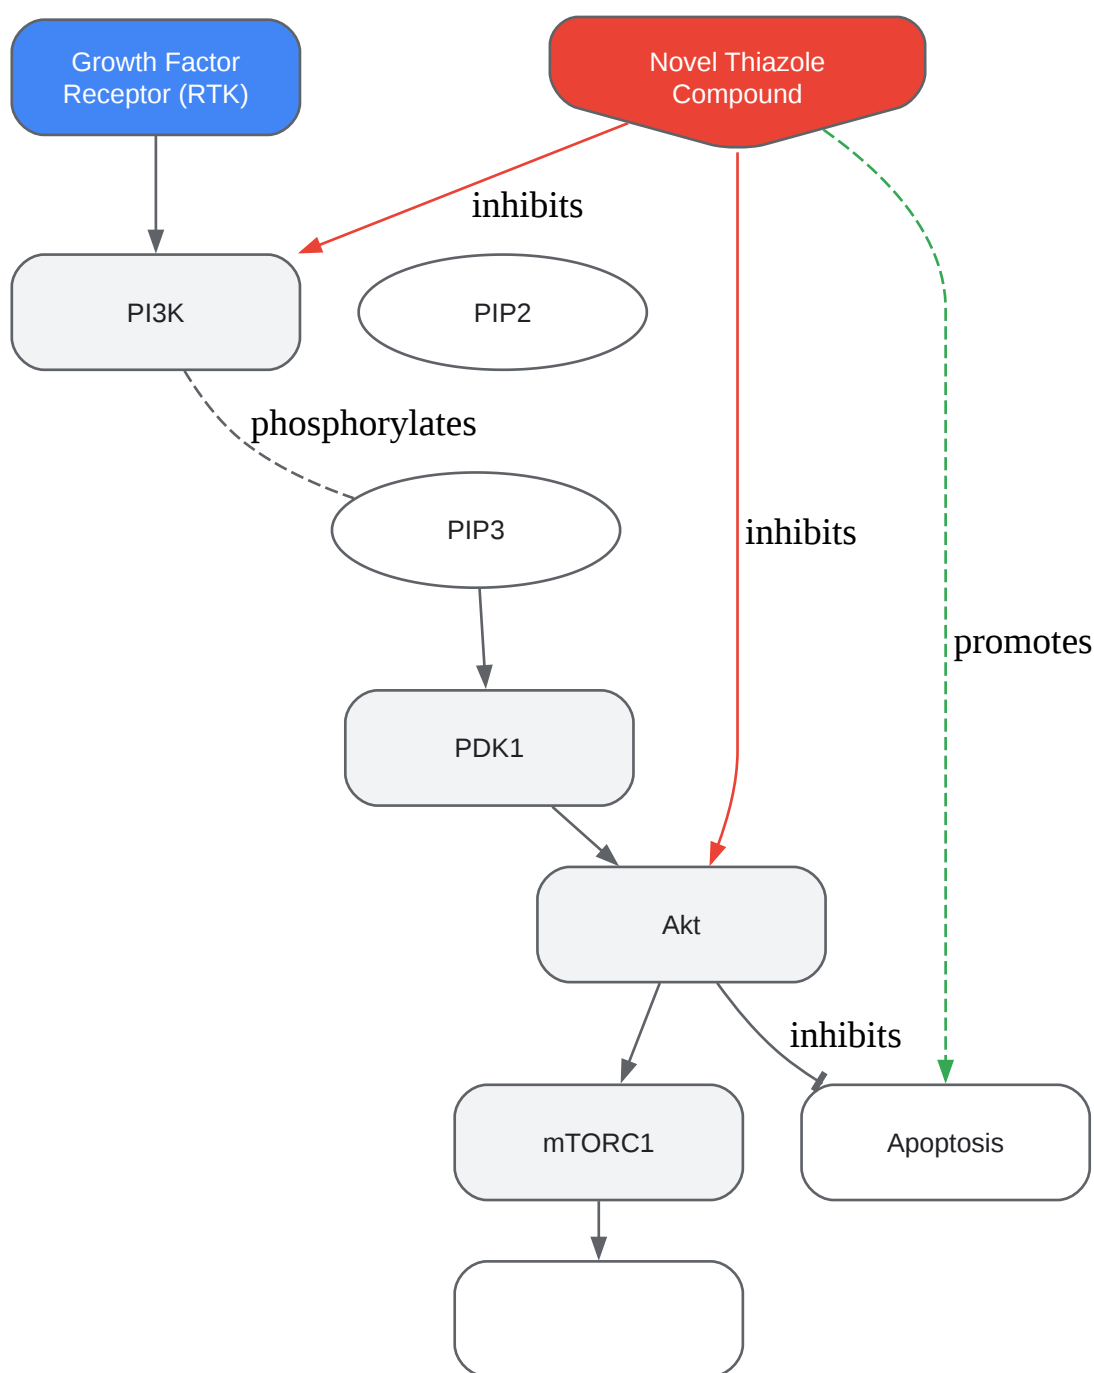 Growth Factor
Receptor (RTK)
Novel Thiazole
Compound
inhibits
PI3K
PIP2
phosphorylates
PIP3
inhibits
promotes
PDK1
Akt
inhibits
mTORC1
Apoptosis